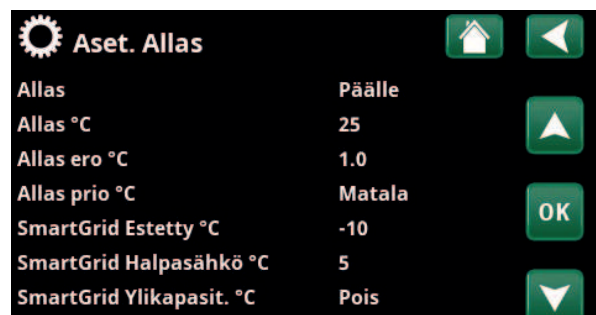 Aset. Allas
Allas Päälle
Allas °C 25
Allas ero °C 1.0
Allas prio °C Matala
SmartGrid Estetty °C -10
SmartGrid Halpasähkö °C 5
SmartGrid Ylikapasit. °C Pois
OK